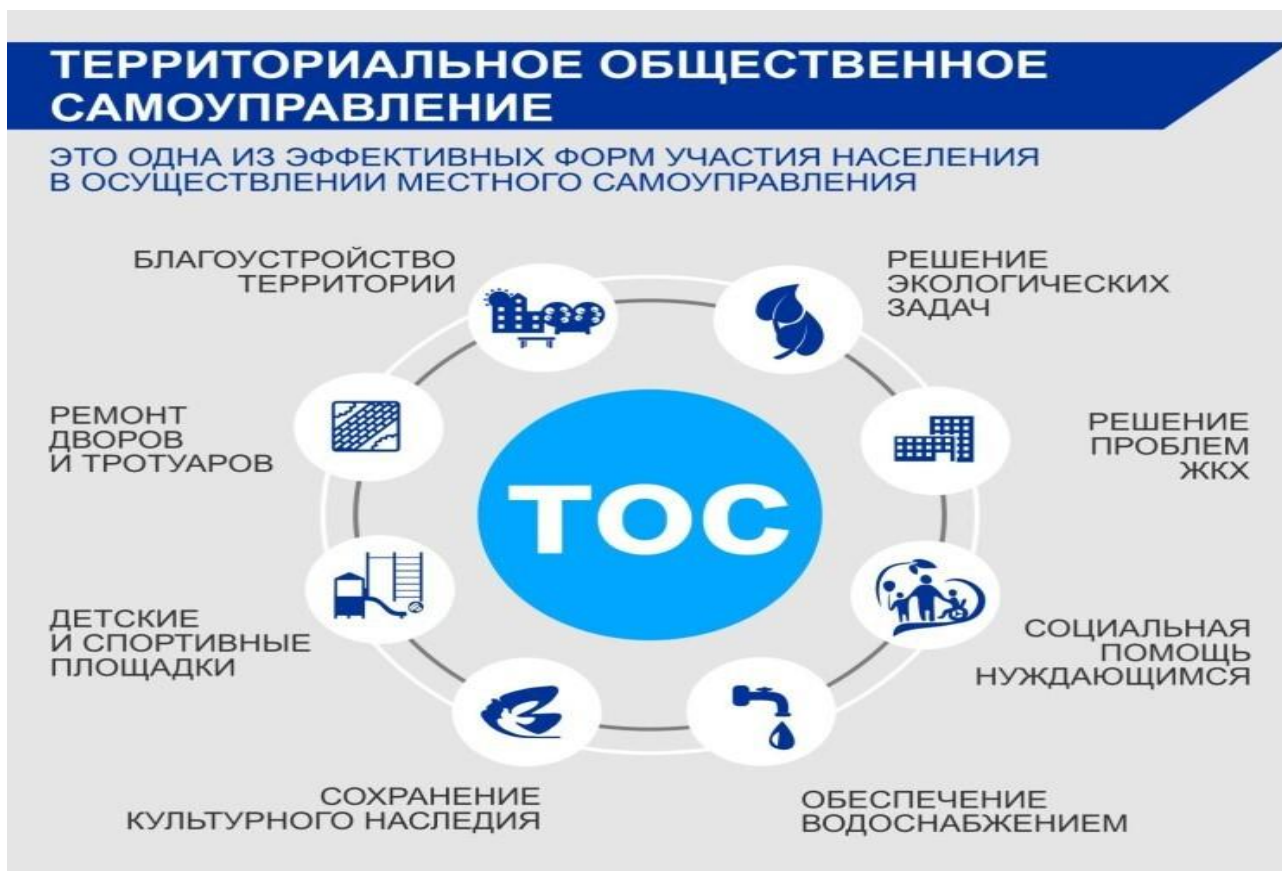 ТЕРРИТОРИАЛЬНОЕ ОБЩЕСТВЕННОЕ
САМОУПРАВЛЕНИЕ
ЭТО ОДНА ИЗ ЭФФЕКТИВНЫХ ФОРМ УЧАСТИЯ НАСЕЛЕНИЯ
В ОСУЩЕСТВЛЕНИИ МЕСТНОГО САМОУПРАВЛЕНИЯ
БЛАГОУСТРОЙСТВО
ТЕРРИТОРИИ
РЕШЕНИЕ
ЭКОЛОГИЧЕСКИХ
ЗАДАЧ
РЕМОНТ
ДВОРОВ
И ТРОТУАРОВ
РЕШЕНИЕ
ПРОБЛЕМ
ЖКХ
ТОС
ДЕТСКИЕ
И СПОРТИВНЫЕ
ПЛОЩАДКИ
СОЦИАЛЬНАЯ
ПОМОЩЬ
НУЖДАЮЩИМСЯ
СОХРАНЕНИЕ
КУЛЬТУРНОГО НАСЛЕДИЯ
ОБЕСПЕЧЕНИЕ
ВОДОСНАБЖЕНИЕМ